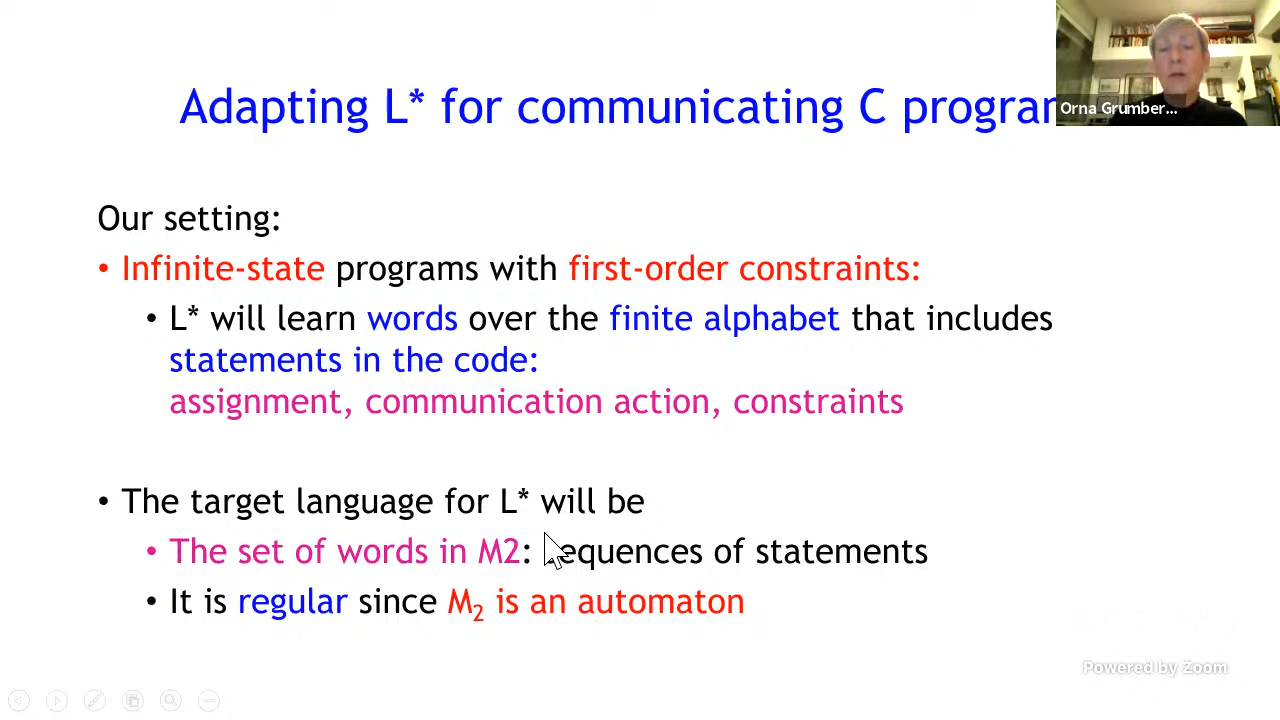 Adapting L* for communicating C program
Orna Grumber...
Our setting:
• Infinite-state programs with first-order constraints:
• L* will learn words over the finite alphabet that includes
statements in the code:
assignment, communication action, constraints
• The target language for L* will be
• The set of words in M2: sequences of statements
• It is regular since M₂ is an automaton
Powered by Zoom